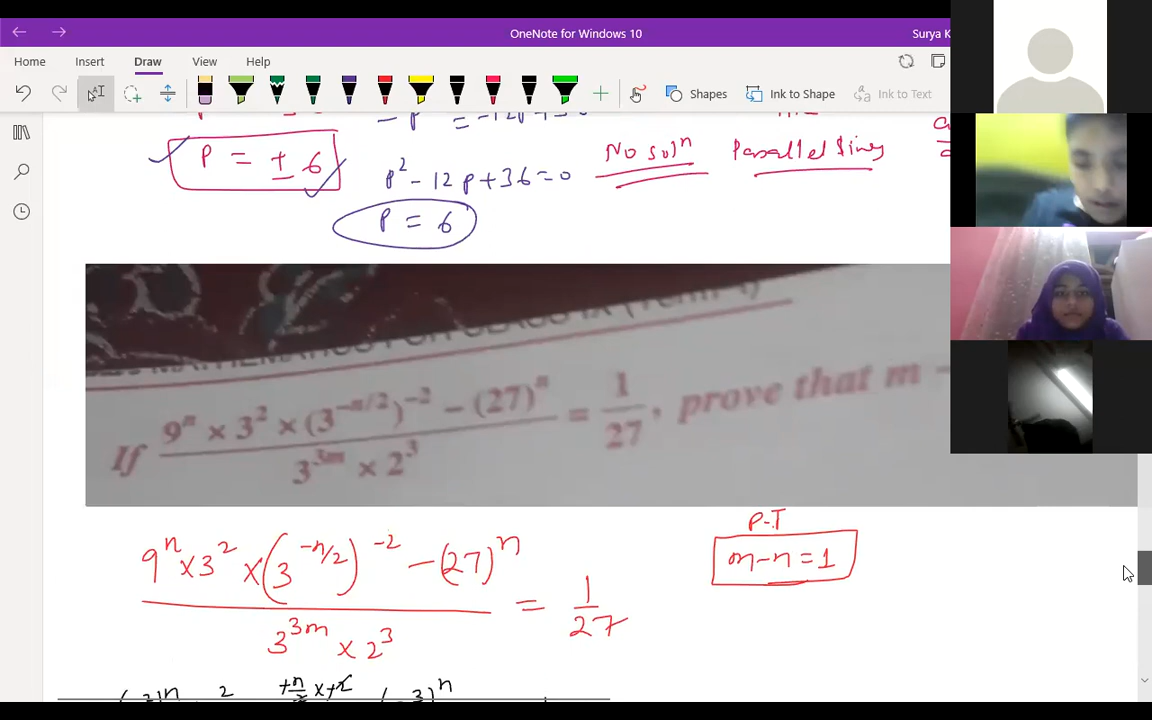 OneNote for Windows 10
Surya K
Home Insert Draw View Help
Shapes Ink to Shape Ink to Text
P = ± 6
p² - 12p + 36 = 0
No solⁿ
Parallel lines
P = 6
If 9ⁿ × 3² × (3^(-n/2))^(-2) - (27)ⁿ / 3^(3m) × 2³ = 1/27, prove that m -
P.T
m - n = 1
9ⁿ × 3² × (3^(-n/2))^(-2) - (27)ⁿ / 3^(3m) × 2³ = 1/27